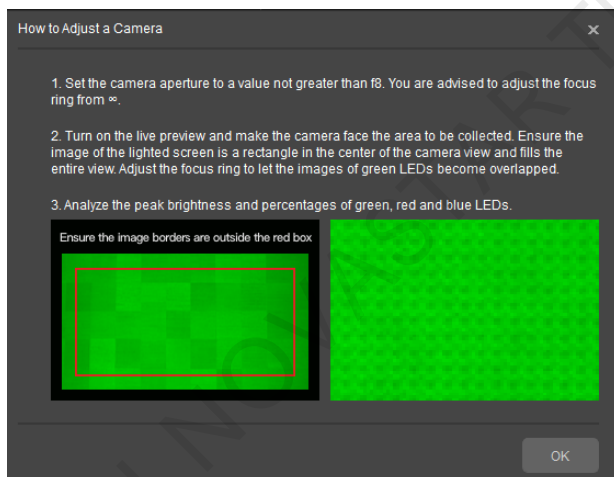 How to Adjust a Camera
×
1. Set the camera aperture to a value not greater than f8. You are advised to adjust the focus
ring from ∞.
2. Turn on the live preview and make the camera face the area to be collected. Ensure the
image of the lighted screen is a rectangle in the center of the camera view and fills the
entire view. Adjust the focus ring to let the images of green LEDs become overlapped.
3. Analyze the peak brightness and percentages of green, red and blue LEDs.
Ensure the image borders are outside the red box
OK
NOVASTAR